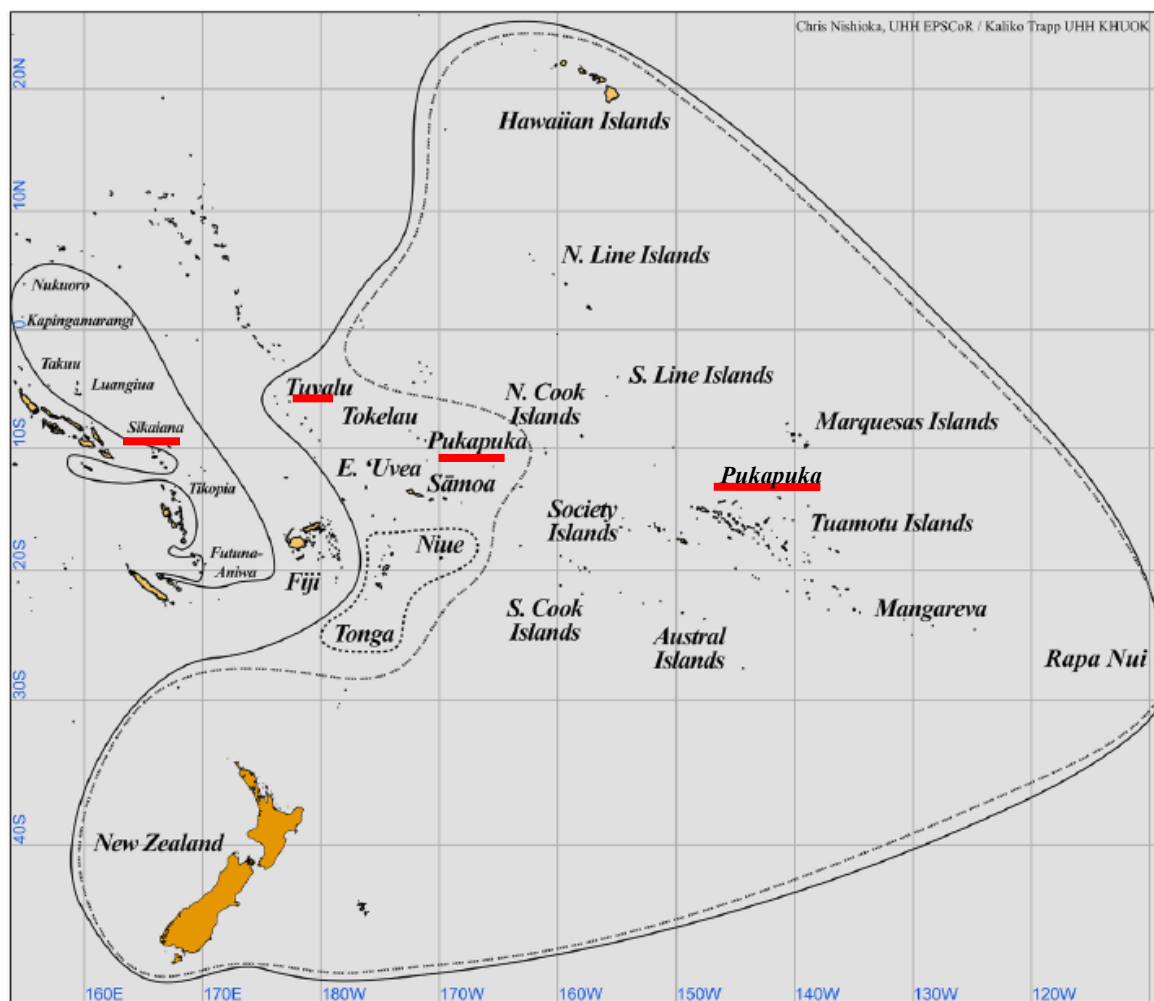 Chris Nishioka, UHH EPSCoR / Kaliko Trapp UHH KHUOK
20N
Hawaiian Islands
10N
N. Line Islands
Nukuoro
Kapingamarangi
0
Takuu
Luangiua
Tuvalu
N. Cook
Islands
S. Line Islands
Tokelau
Marquesas Islands
Sikaiana
10S
Pukapuka
E. ‘Uvea
Sāmoa
Pukapuka
Tikopia
Society
Islands
Tuamotu Islands
Niue
Futuna-
Aniwa
20S
Fiji
S. Cook
Islands
Mangareva
Tonga
Austral
Islands
Rapa Nui
30S
New Zealand
40S
160E
170E
180W
170W
160W
150W
140W
130W
120W